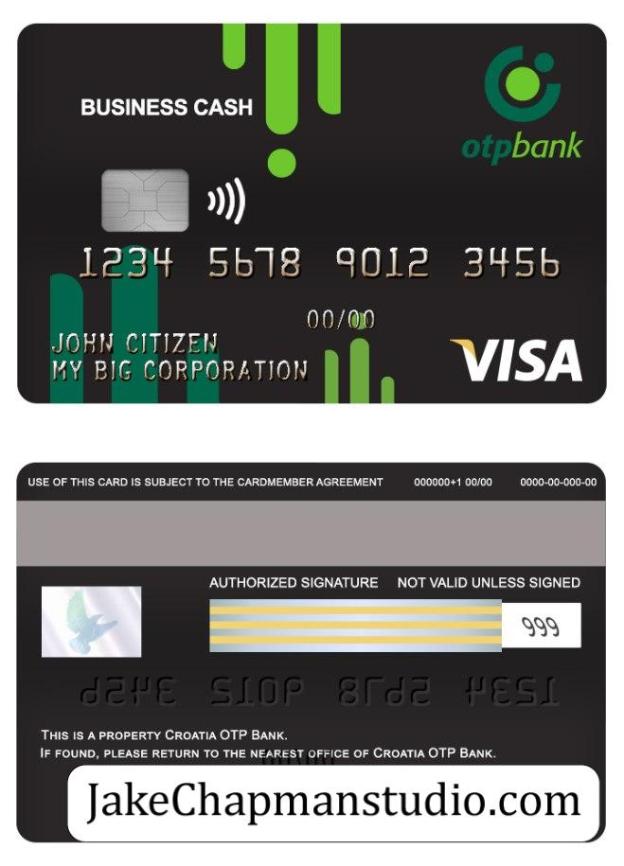 BUSINESS CASH
otpbank
1234 5678 9012 3456
00/00
JOHN CITIZEN
MY BIG CORPORATION
VISA
USE OF THIS CARD IS SUBJECT TO THE CARDMEMBER AGREEMENT 000000+1 00/00 0000-00-000-00
AUTHORIZED SIGNATURE NOT VALID UNLESS SIGNED
999
THIS IS A PROPERTY CROATIA OTP BANK.
IF FOUND, PLEASE RETURN TO THE NEAREST OFFICE OF CROATIA OTP BANK.
JakeChapmanstudio.com